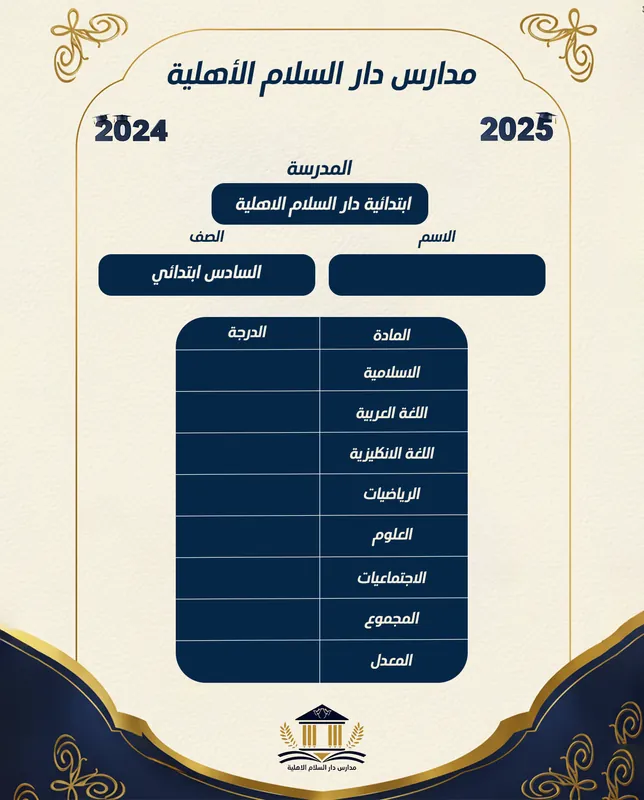 مدارس دار السلام الأهلية
2025 2024
المدرسة
ابتدائية دار السلام الاهلية
الاسم الصف
السادس ابتدائي
المادة الدرجة
الاسلامية
اللغة العربية
اللغة الانكليزية
الرياضيات
العلوم
الاجتماعيات
المجموع
المعدل
مدارس دار السلام الاهلية